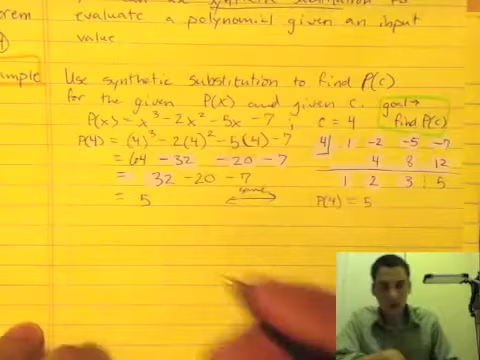 evaluate a polynomial given an input
value
Use synthetic substitution to find P(c)
for the given P(x) and given c. goal→
find P(c)
P(x) = x³ - 2x² - 5x - 7 ; c = 4
P(4) = (4)³ - 2(4)² - 5(4) - 7
4| 1 -2 -5 -7
= 64 - 32 - 20 - 7
4 8 12
= 32 - 20 - 7
1 2 3 5
= 5
same
P(4) = 5